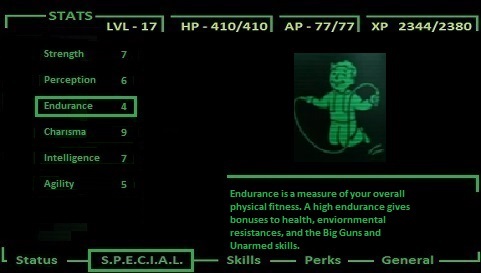 STATS
LVL - 17 HP - 410/410 AP - 77/77 XP 2344/2380
Strength 7
Perception 6
Endurance 4
Charisma 9
Intelligence 7
Agility 5
Endurance is a measure of your overall
physical fitness. A high endurance gives
bonuses to health, enviornmental
resistances, and the Big Guns and
Unarmed skills.
Status S.P.E.C.I.A.L. Skills Perks General